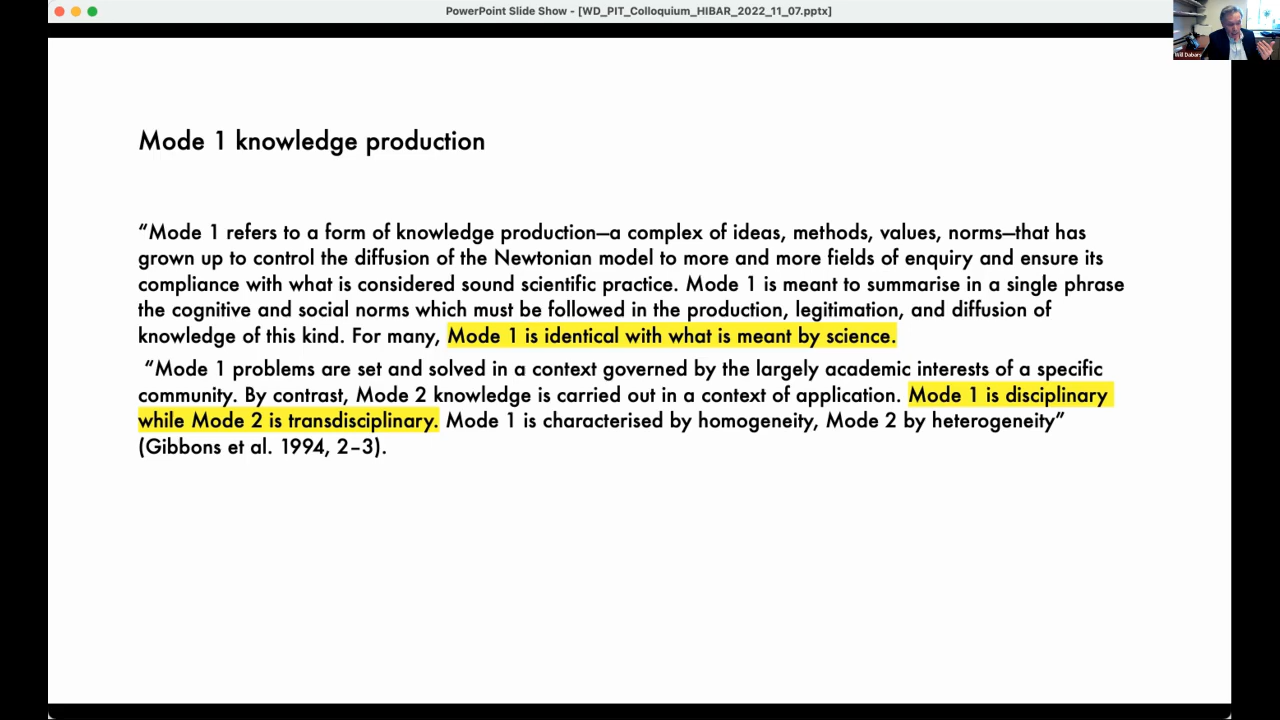 PowerPoint Slide Show - [WD_PIT_Colloquium_HIBAR_2022_11_07.pptx]
Mode 1 knowledge production
“Mode 1 refers to a form of knowledge production—a complex of ideas, methods, values, norms—that has
grown up to control the diffusion of the Newtonian model to more and more fields of enquiry and ensure its
compliance with what is considered sound scientific practice. Mode 1 is meant to summarise in a single phrase
the cognitive and social norms which must be followed in the production, legitimation, and diffusion of
knowledge of this kind. For many, Mode 1 is identical with what is meant by science.
“Mode 1 problems are set and solved in a context governed by the largely academic interests of a specific
community. By contrast, Mode 2 knowledge is carried out in a context of application. Mode 1 is disciplinary
while Mode 2 is transdisciplinary. Mode 1 is characterised by homogeneity, Mode 2 by heterogeneity”
(Gibbons et al. 1994, 2–3).